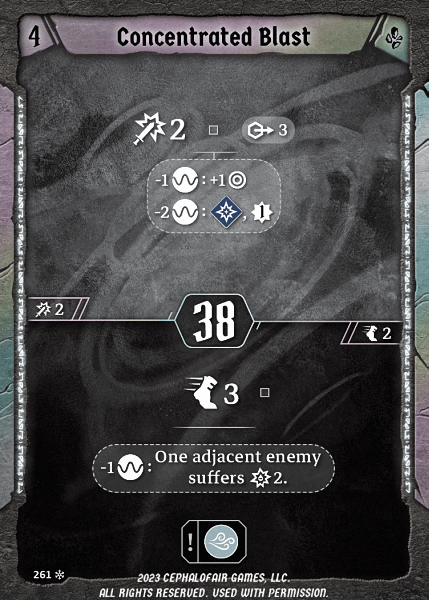 4 Concentrated Blast
2 3
-1 : +1
-2 : , 1
2
38
2
3
-1 : One adjacent enemy
suffers 2.
!
261
2023 CEPHALOFAIR GAMES, LLC.
ALL RIGHTS RESERVED. USED WITH PERMISSION.